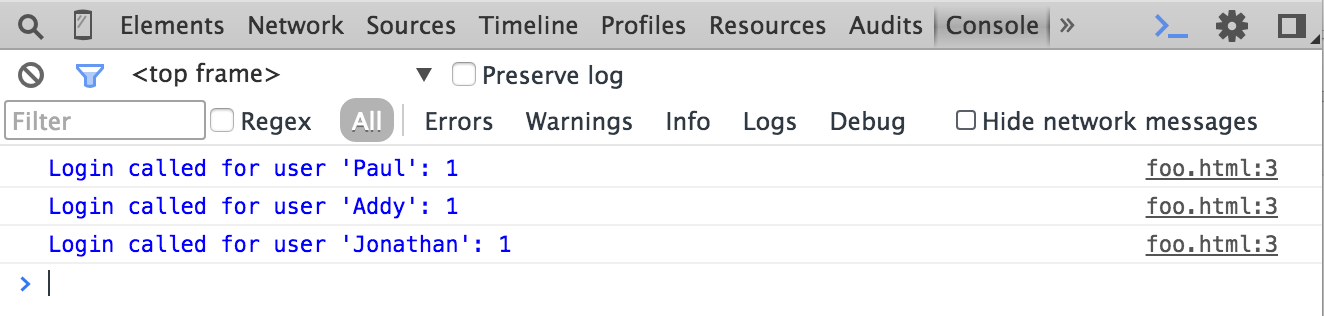 Elements Network Sources Timeline Profiles Resources Audits Console »
<top frame> ▼ Preserve log
Filter Regex All Errors Warnings Info Logs Debug Hide network messages
Login called for user 'Paul': 1 foo.html:3
Login called for user 'Addy': 1 foo.html:3
Login called for user 'Jonathan': 1 foo.html:3
>